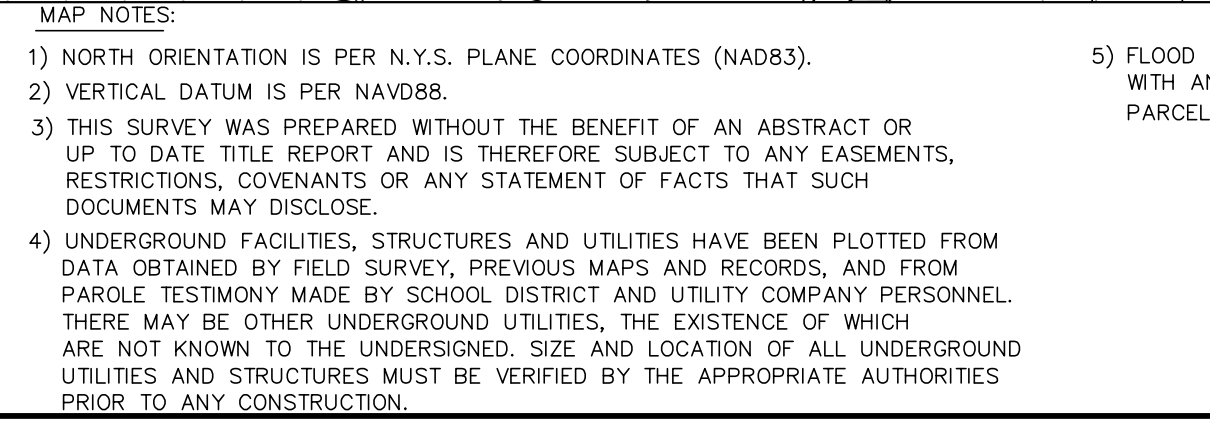 MAP NOTES:
1) NORTH ORIENTATION IS PER N.Y.S. PLANE COORDINATES (NAD83).
2) VERTICAL DATUM IS PER NAVD88.
3) THIS SURVEY WAS PREPARED WITHOUT THE BENEFIT OF AN ABSTRACT OR
UP TO DATE TITLE REPORT AND IS THEREFORE SUBJECT TO ANY EASEMENTS,
RESTRICTIONS, COVENANTS OR ANY STATEMENT OF FACTS THAT SUCH
DOCUMENTS MAY DISCLOSE.
4) UNDERGROUND FACILITIES, STRUCTURES AND UTILITIES HAVE BEEN PLOTTED FROM
DATA OBTAINED BY FIELD SURVEY, PREVIOUS MAPS AND RECORDS, AND FROM
PAROLE TESTIMONY MADE BY SCHOOL DISTRICT AND UTILITY COMPANY PERSONNEL.
THERE MAY BE OTHER UNDERGROUND UTILITIES, THE EXISTENCE OF WHICH
ARE NOT KNOWN TO THE UNDERSIGNED. SIZE AND LOCATION OF ALL UNDERGROUND
UTILITIES AND STRUCTURES MUST BE VERIFIED BY THE APPROPRIATE AUTHORITIES
PRIOR TO ANY CONSTRUCTION.
5) FLOOD
WITH
PARCEL